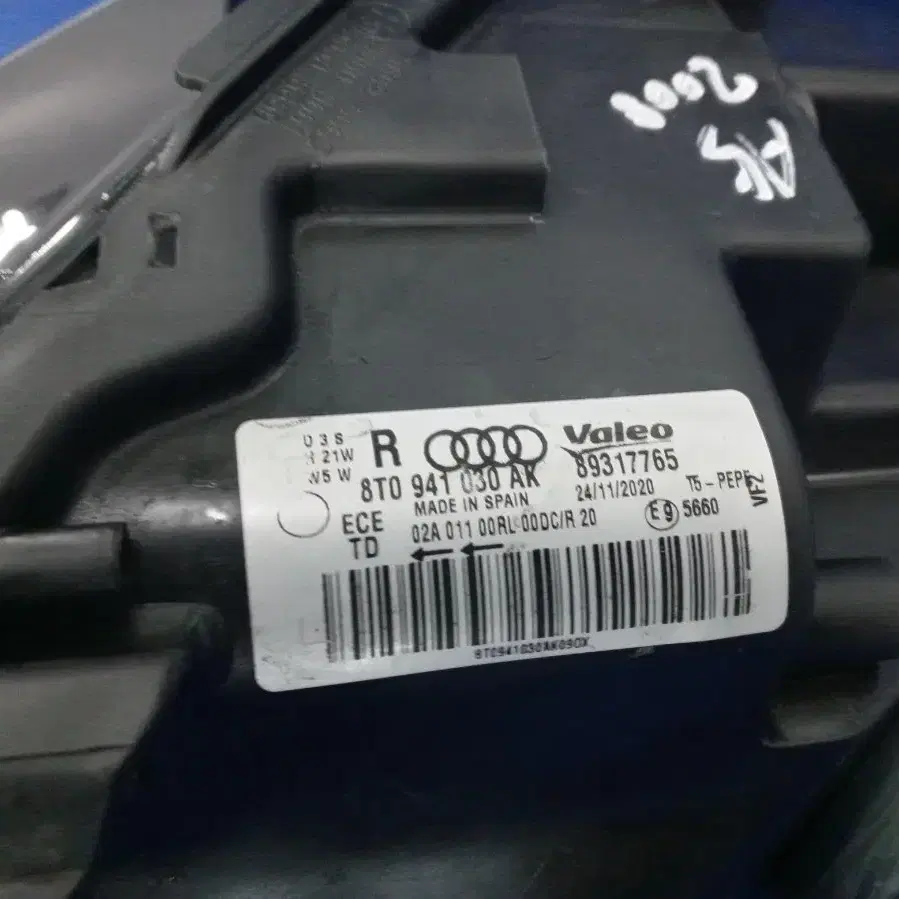 2008
A5
D3S
21W
W5W
R
Valeo
8T0 941 030 AK
89317765
MADE IN SPAIN
24/11/2020
T5-PEPE
VFZ
ECE
02A 011 00RL-00DC/R 20
E9 5660
TD
8T0941030AK09DX